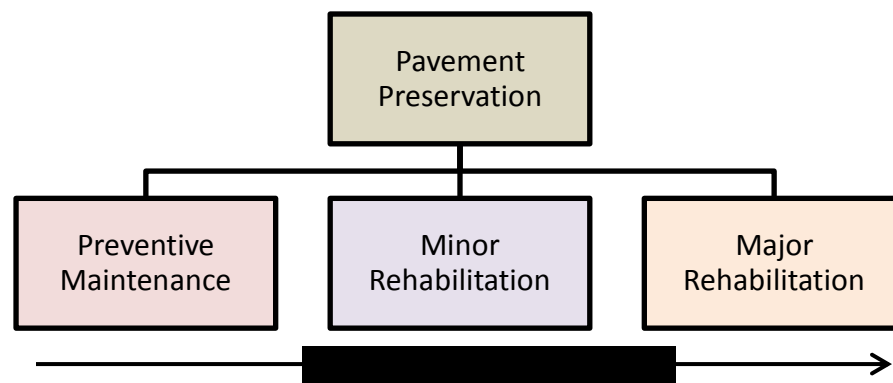 Pavement
Preservation
Preventive
Maintenance
Minor
Rehabilitation
Major
Rehabilitation